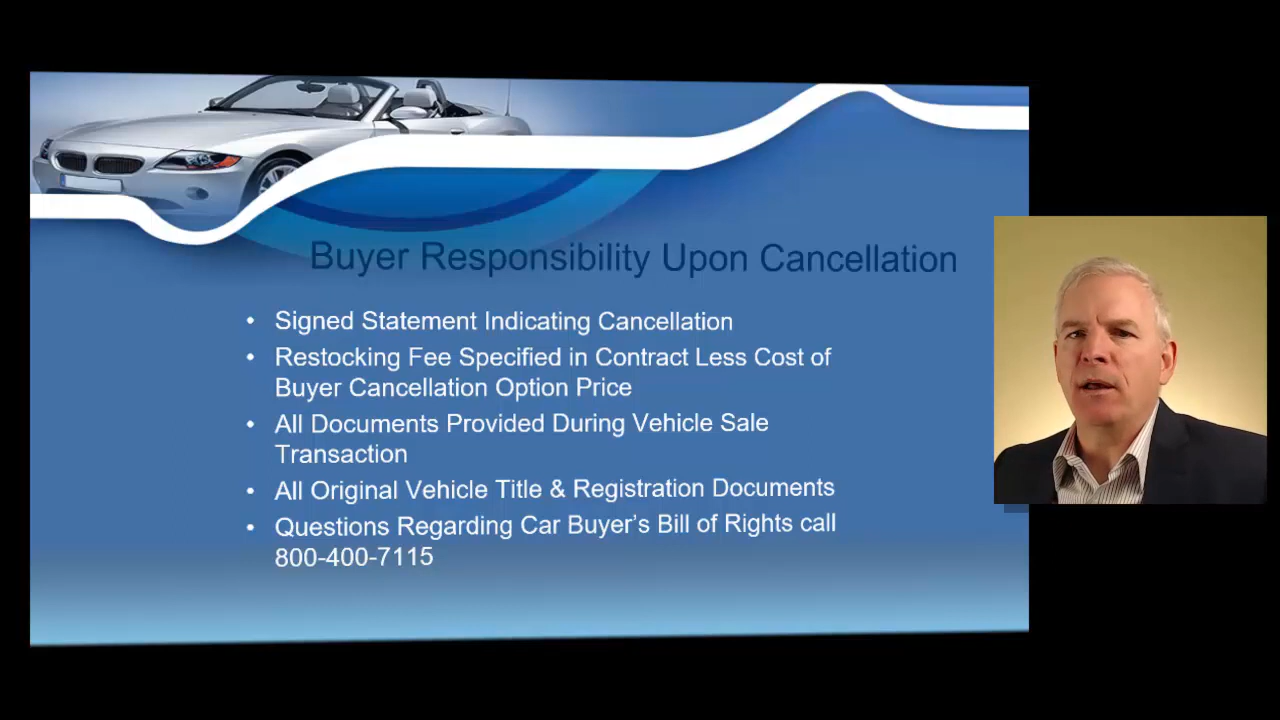 Buyer Responsibility Upon Cancellation
• Signed Statement Indicating Cancellation
• Restocking Fee Specified in Contract Less Cost of
Buyer Cancellation Option Price
• All Documents Provided During Vehicle Sale
Transaction
• All Original Vehicle Title & Registration Documents
• Questions Regarding Car Buyer's Bill of Rights call
800-400-7115